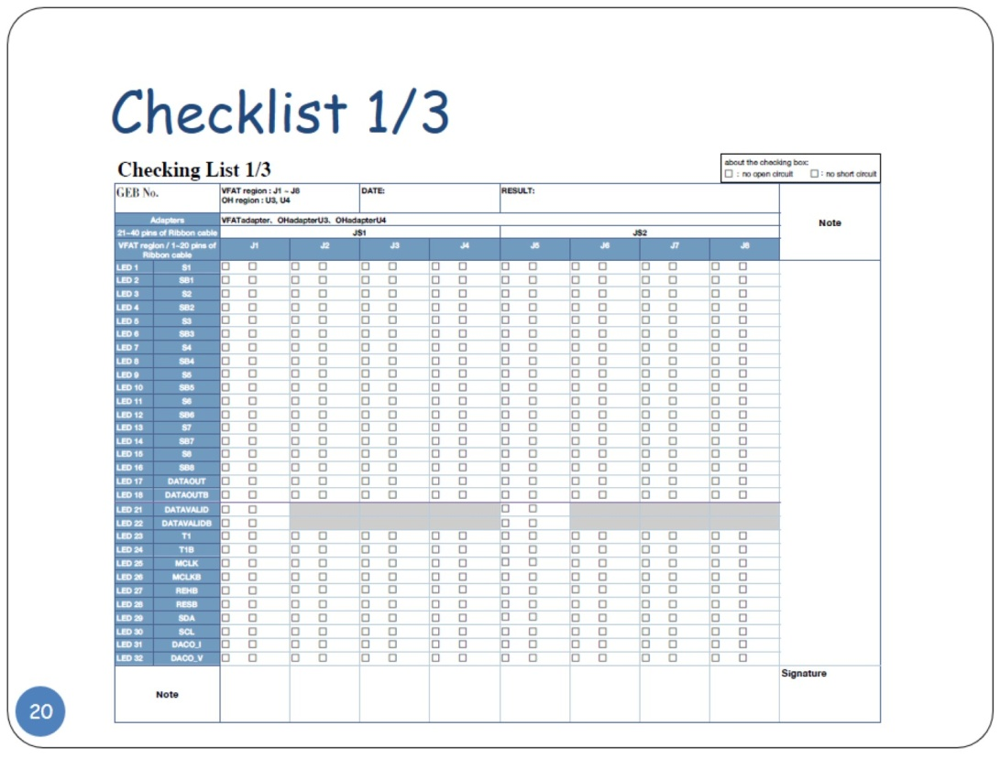 Checklist 1/3
Checking List 1/3
about the checking box:
☐ : no open circuit ☐ : no short circuit
GEB No.
VFAT region : J1 ~ J8
OH region : U3, U4
DATE:
RESULT:
Note
Adapters
VFATadapter、OHadapterU3、OHadapterU4
21~40 pins of Ribbon cable
JS1
JS2
VFAT region / 1~20 pins of
Ribbon cable
J1 J2 J3 J4 J5 J6 J7 J8
LED 1 S1
LED 2 SB1
LED 3 S2
LED 4 SB2
LED 5 S3
LED 6 SB3
LED 7 S4
LED 8 SB4
LED 9 S5
LED 10 SB5
LED 11 S6
LED 12 SB6
LED 13 S7
LED 14 SB7
LED 15 S8
LED 16 SB8
LED 17 DATAOUT
LED 18 DATAOUTB
LED 21 DATAVALID
LED 22 DATAVALIDB
LED 23 T1
LED 24 T1B
LED 25 MCLK
LED 26 MCLKB
LED 27 REHB
LED 28 RESB
LED 29 SDA
LED 30 SCL
LED 31 DACO_I
LED 32 DACO_V
Note
Signature
20